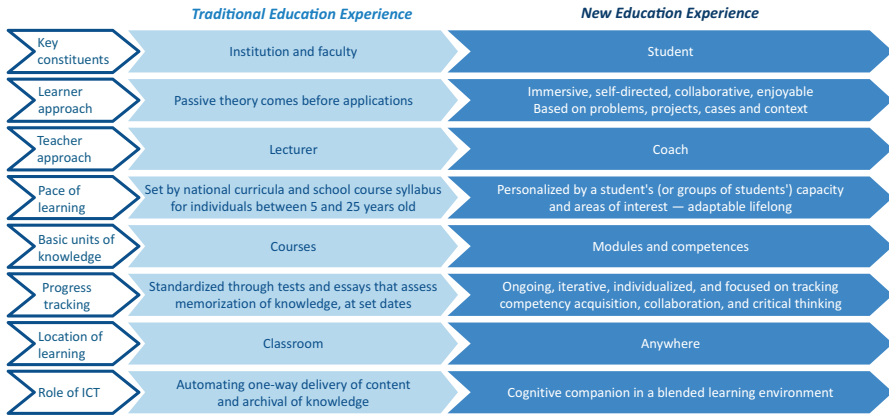 Traditional Education Experience
New Education Experience
Key
constituents
Institution and faculty
Student
Learner
approach
Passive theory comes before applications
Immersive, self-directed, collaborative, enjoyable
Based on problems, projects, cases and context
Teacher
approach
Lecturer
Coach
Pace of
learning
Set by national curricula and school course syllabus
for individuals between 5 and 25 years old
Personalized by a student's (or groups of students') capacity
and areas of interest — adaptable lifelong
Basic units of
knowledge
Courses
Modules and competences
Progress
tracking
Standardized through tests and essays that assess
memorization of knowledge, at set dates
Ongoing, iterative, individualized, and focused on tracking
competency acquisition, collaboration, and critical thinking
Location of
learning
Classroom
Anywhere
Role of ICT
Automating one-way delivery of content
and archival of knowledge
Cognitive companion in a blended learning environment